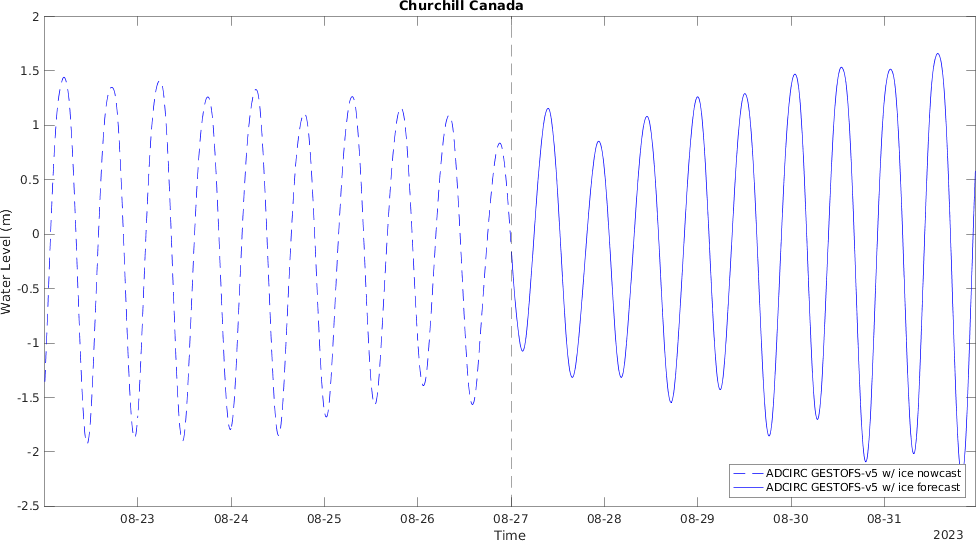 Churchill Canada
2
1.5
1
0.5
0
-0.5
-1
-1.5
-2
-2.5
Water Level (m)
ADCIRC GESTOFS-v5 w/ ice nowcast
ADCIRC GESTOFS-v5 w/ ice forecast
08-23 08-24 08-25 08-26 08-27 08-28 08-29 08-30 08-31
Time
2023